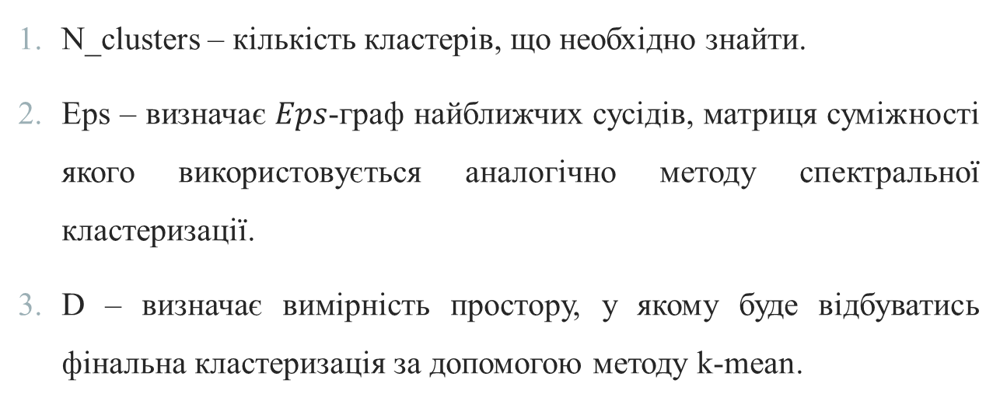 1. N_clusters – кількість кластерів, що необхідно знайти.
2. Eps – визначає Eps-граф найближчих сусідів, матриця суміжності
якого використовується аналогічно методу спектральної
кластеризації.
3. D – визначає вимірність простору, у якому буде відбуватись
фінальна кластеризація за допомогою методу k-mean.